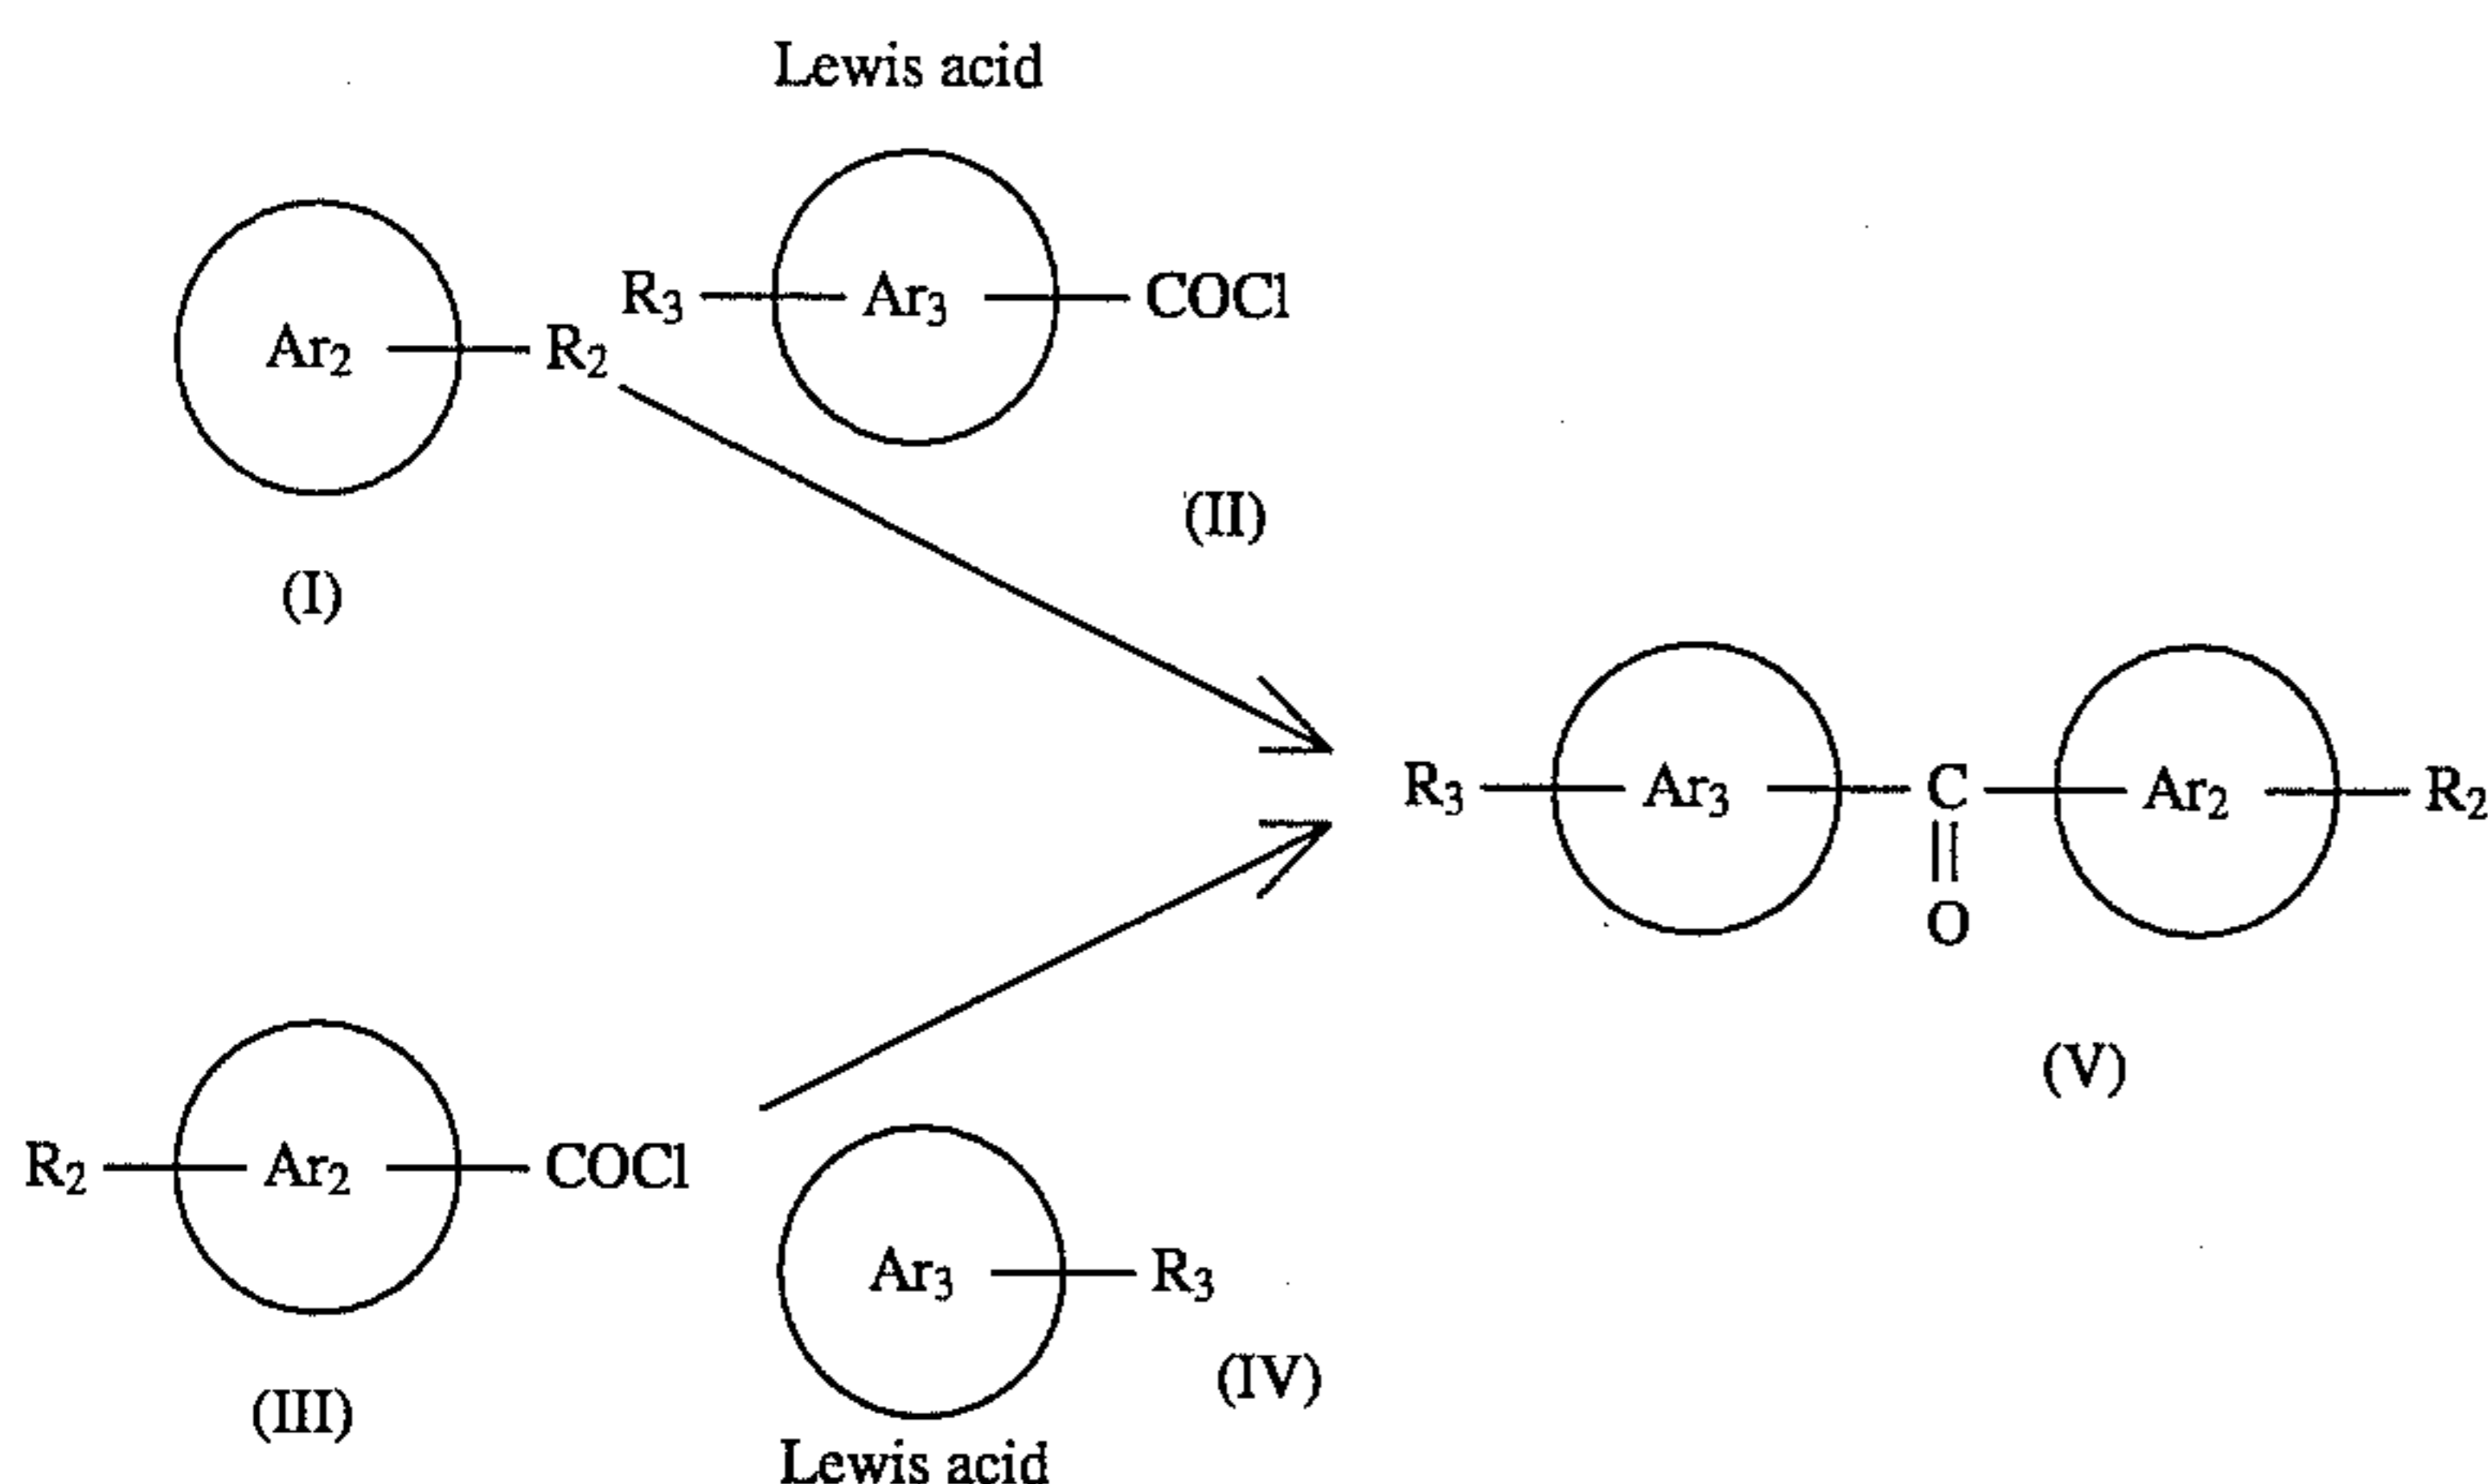 Lewis acid
R3 Ar3 COCl
Ar2 R2
(II)
(I)
R3 Ar3 C Ar2 R2
O
(V)
R2 Ar2 COCl
Ar3 R3
(IV)
(III)
Lewis acid